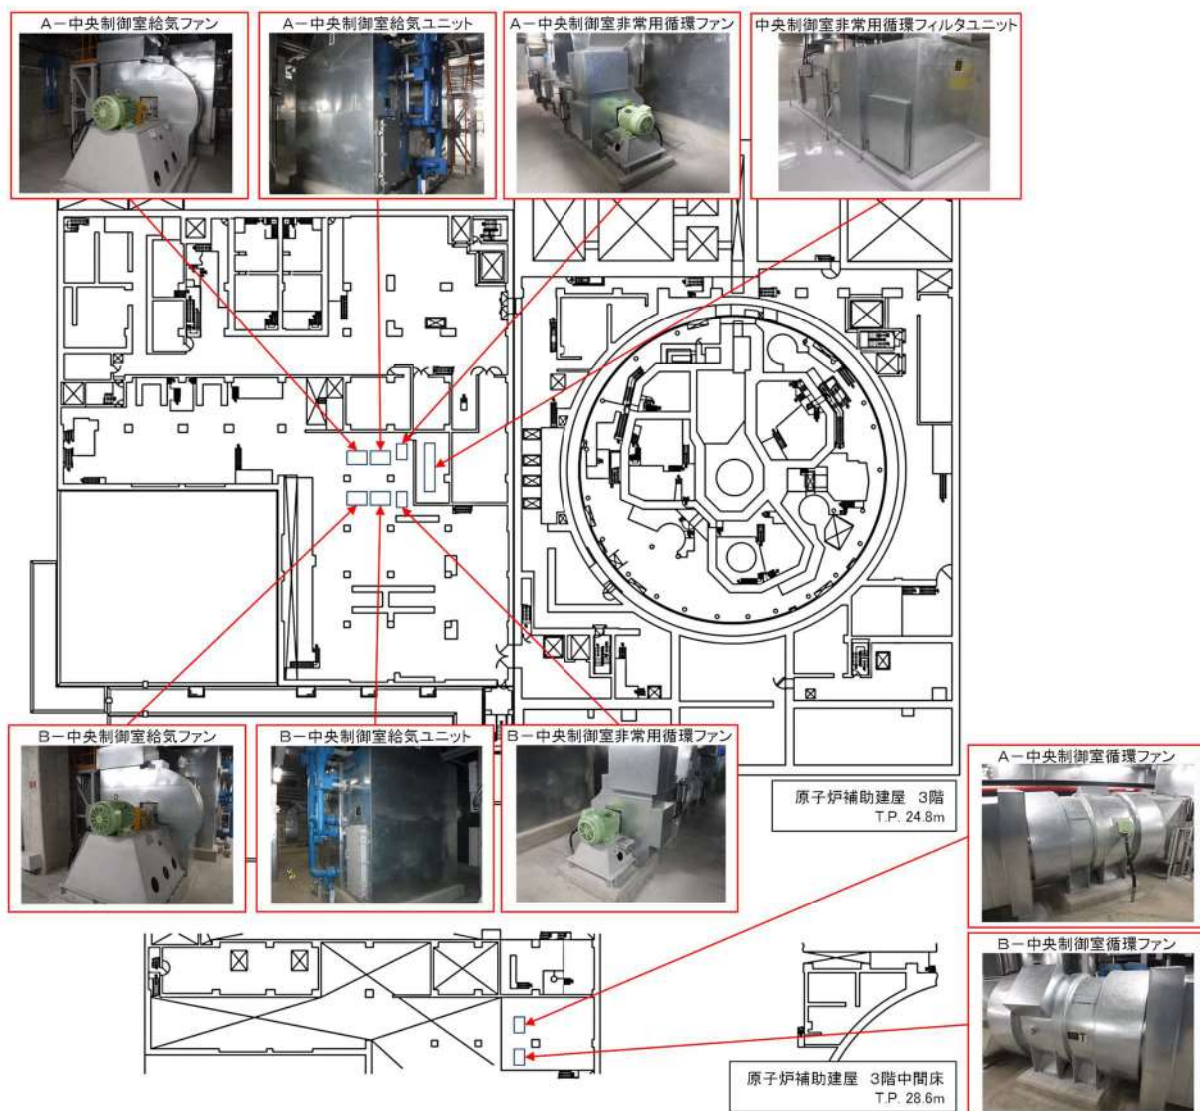 A-中央制御室給気ファン
A-中央制御室給気ユニット
A-中央制御室非常用循環ファン
中央制御室非常用循環フィルタユニット
B-中央制御室給気ファン
B-中央制御室給気ユニット
B-中央制御室非常用循環ファン
A-中央制御室循環ファン
原子炉補助建屋 3階
T.P. 24.8m
B-中央制御室循環ファン
原子炉補助建屋 3階中間床
T.P. 28.6m